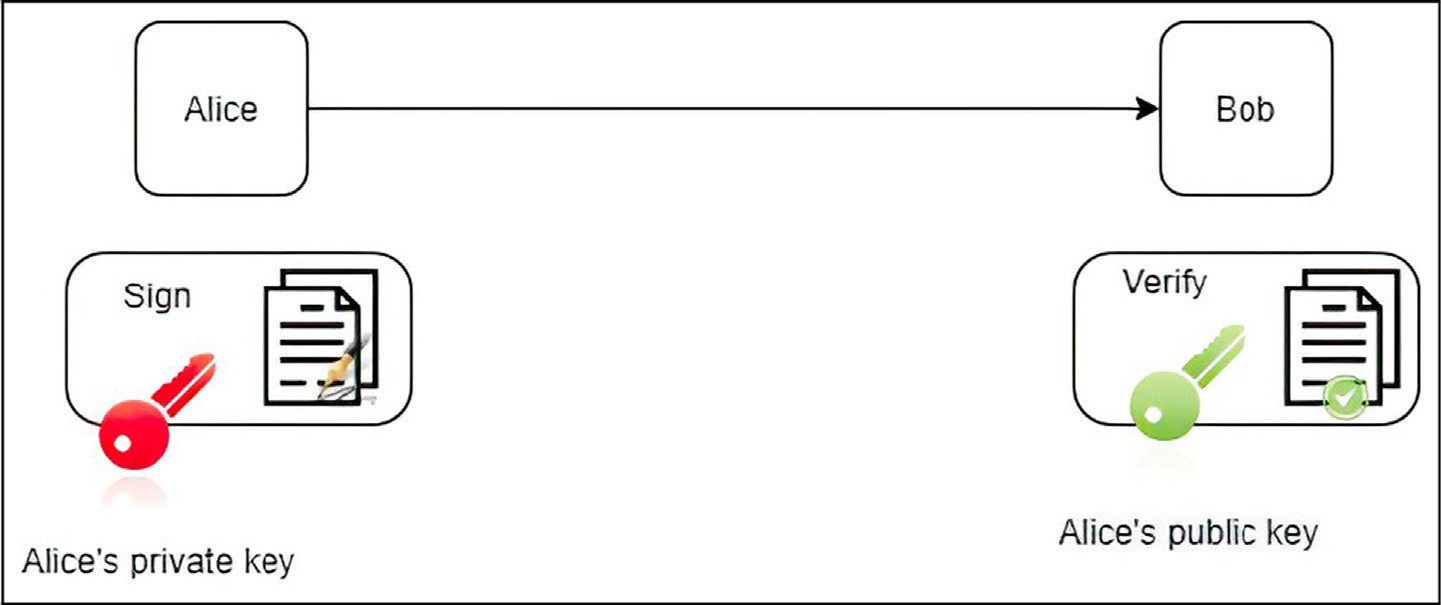 Alice
Bob
Sign
Verify
Alice's private key
Alice's public key